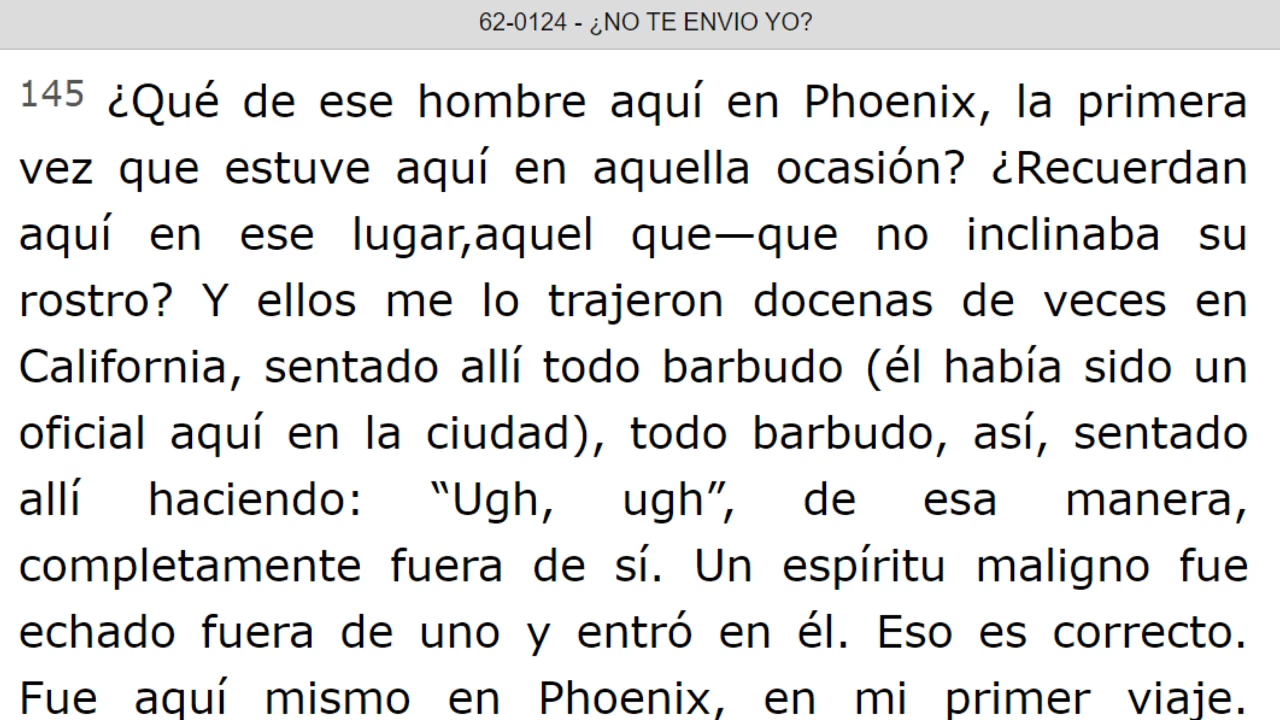 62-0124 - ¿NO TE ENVIO YO?
145 ¿Qué de ese hombre aquí en Phoenix, la primera
vez que estuve aquí en aquella ocasión? ¿Recuerdan
aquí en ese lugar,aquel que—que no inclinaba su
rostro? Y ellos me lo trajeron docenas de veces en
California, sentado allí todo barbudo (él había sido un
oficial aquí en la ciudad), todo barbudo, así, sentado
allí haciendo: “Ugh, ugh”, de esa manera,
completamente fuera de sí. Un espíritu maligno fue
echado fuera de uno y entró en él. Eso es correcto.
Fue aquí mismo en Phoenix, en mi primer viaje.